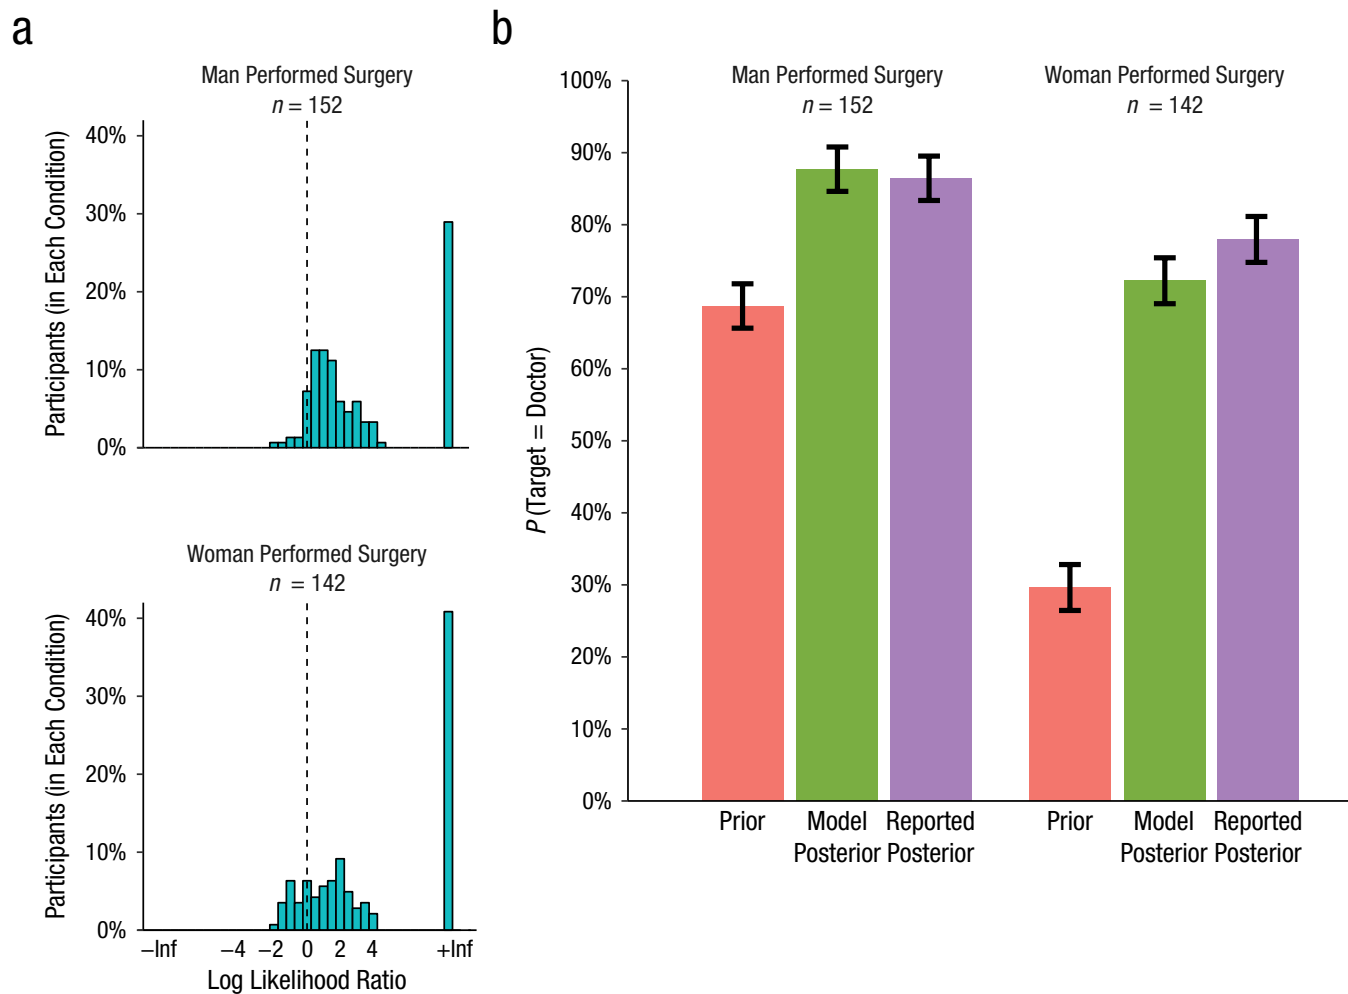 a
Man Performed Surgery
n = 152
40%
30%
20%
10%
0%
Participants (in Each Condition)
Woman Performed Surgery
n = 142
40%
30%
20%
10%
0%
Participants (in Each Condition)
–Inf –4 –2 0 2 4 +Inf
Log Likelihood Ratio
b
Man Performed Surgery
n = 152
Woman Performed Surgery
n = 142
100%
90%
80%
70%
60%
50%
40%
30%
20%
10%
0%
P (Target = Doctor)
Prior Model Reported Prior Model Reported
Posterior Posterior Posterior Posterior